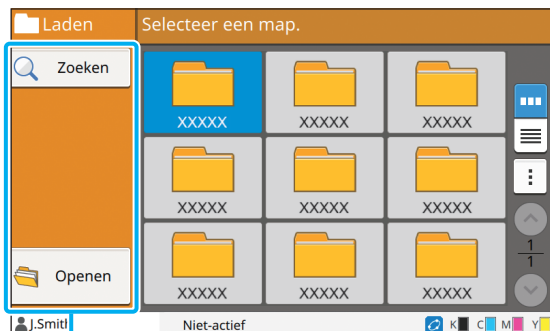 Laden
Selecteer een map.
Zoeken
Openen
XXXXX XXXXX XXXXX
XXXXX XXXXX XXXXX
XXXXX XXXXX XXXXX
1
1
J.Smith
Niet-actief
K C M Y